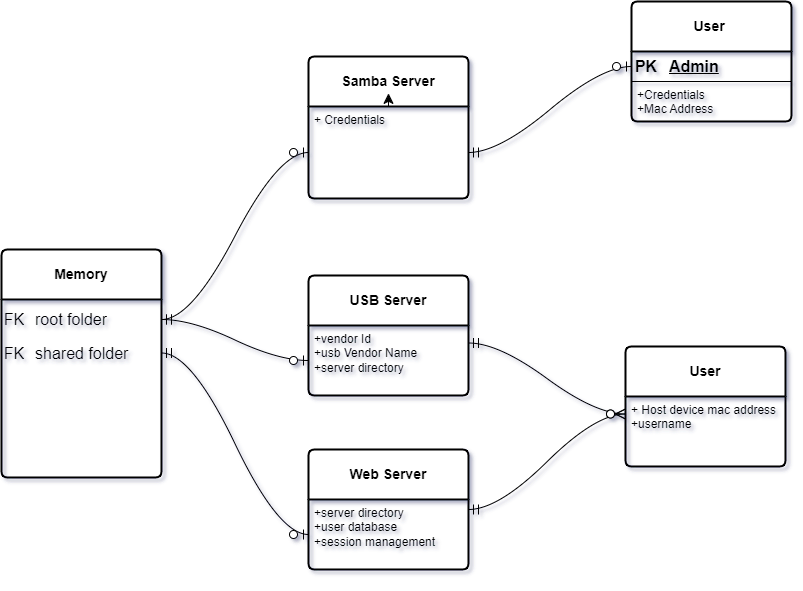 User
PK Admin
+Credentials
+Mac Address
Samba Server
+ Credentials
Memory
FK root folder
FK shared folder
USB Server
+vendor Id
+usb Vendor Name
+server directory
User
+ Host device mac address
+username
Web Server
+server directory
+user database
+session management